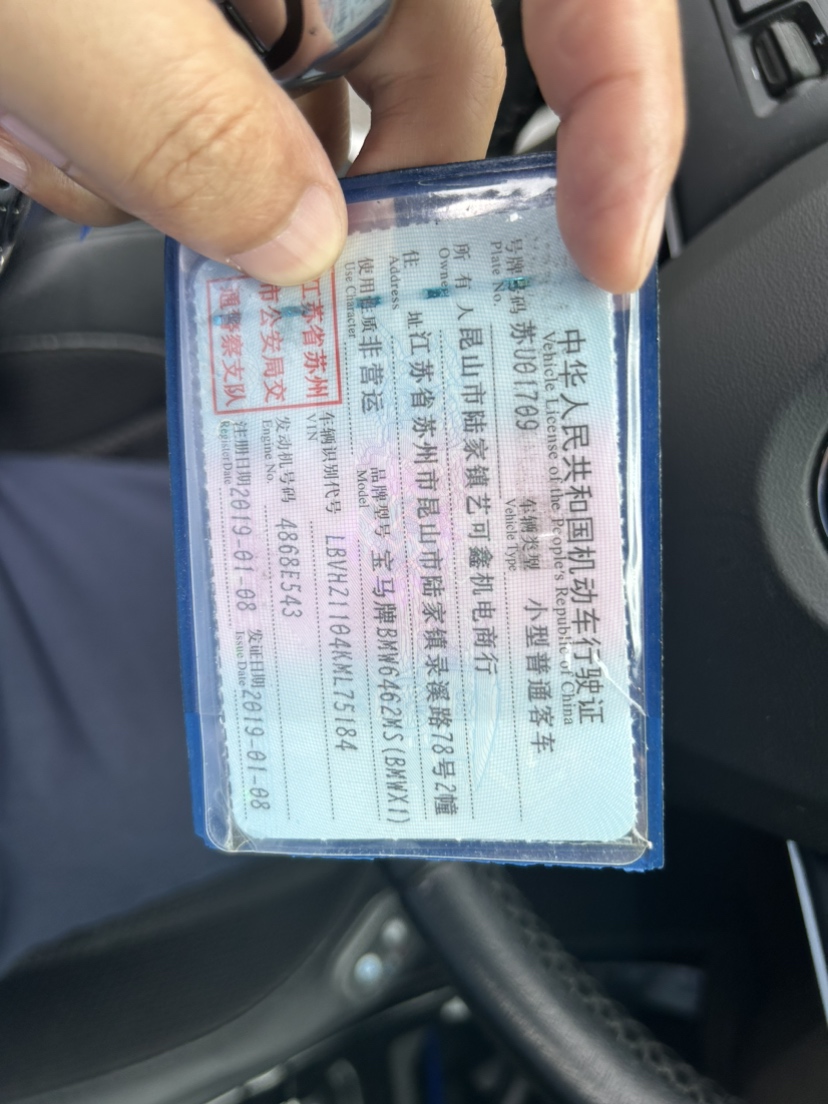 中华人民共和国机动车行驶证
Vehicle License of the People's Republic of China
号牌号码 苏U01709 车辆类型 小型普通客车
Plate No. Vehicle Type
所有人 昆山市陆家镇艺可鑫机电商行
Owner
住址 江苏省苏州市昆山市陆家镇录溪路78号2幢
Address
使用性质 非营运 品牌型号 宝马牌BMW6462MS(BMWX1)
Use Character Model
江苏省苏州
市公安局交
通警察支队
车辆识别代号 LBVHZ1104KML75184
VIN
发动机号码 4868E543
Engine No.
注册日期 2019-01-08 发证日期 2019-01-08
Register Date Issue Date